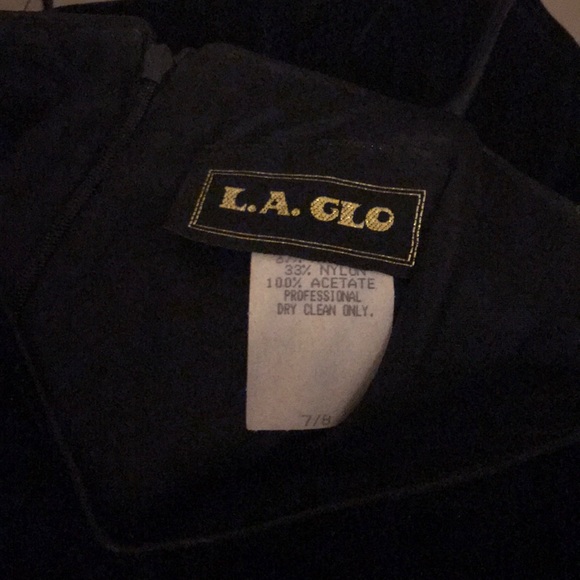 L.A. GLO
33% NYLON
100% ACETATE
PROFESSIONAL
DRY CLEAN ONLY.
7/8